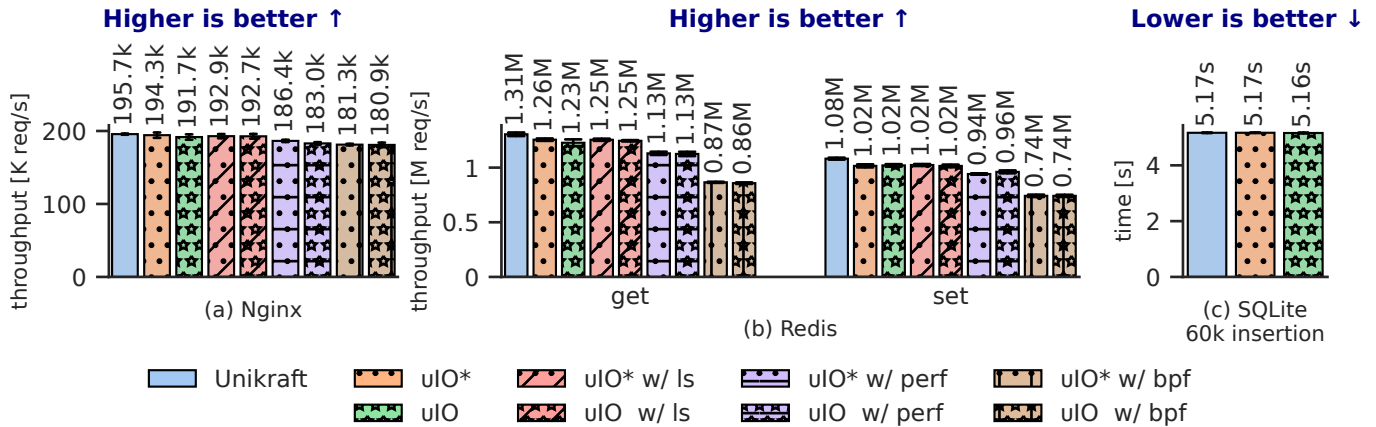 Higher is better ↑
Higher is better ↑
Lower is better ↓
195.7k
194.3k
191.7k
192.9k
192.7k
186.4k
183.0k
181.3k
180.9k
throughput [K req/s]
200
100
0
(a) Nginx
1.31M
1.26M
1.23M
1.25M
1.25M
1.13M
1.13M
0.87M
0.86M
1.08M
1.02M
1.02M
1.02M
1.02M
0.94M
0.96M
0.74M
0.74M
throughput [M req/s]
1
0.5
0
get
set
(b) Redis
5.17s
5.17s
5.16s
time [s]
4
2
0
(c) SQLite
60k insertion
Unikraft
uIO*
uIO* w/ ls
uIO* w/ perf
uIO* w/ bpf
uIO
uIO w/ ls
uIO w/ perf
uIO w/ bpf